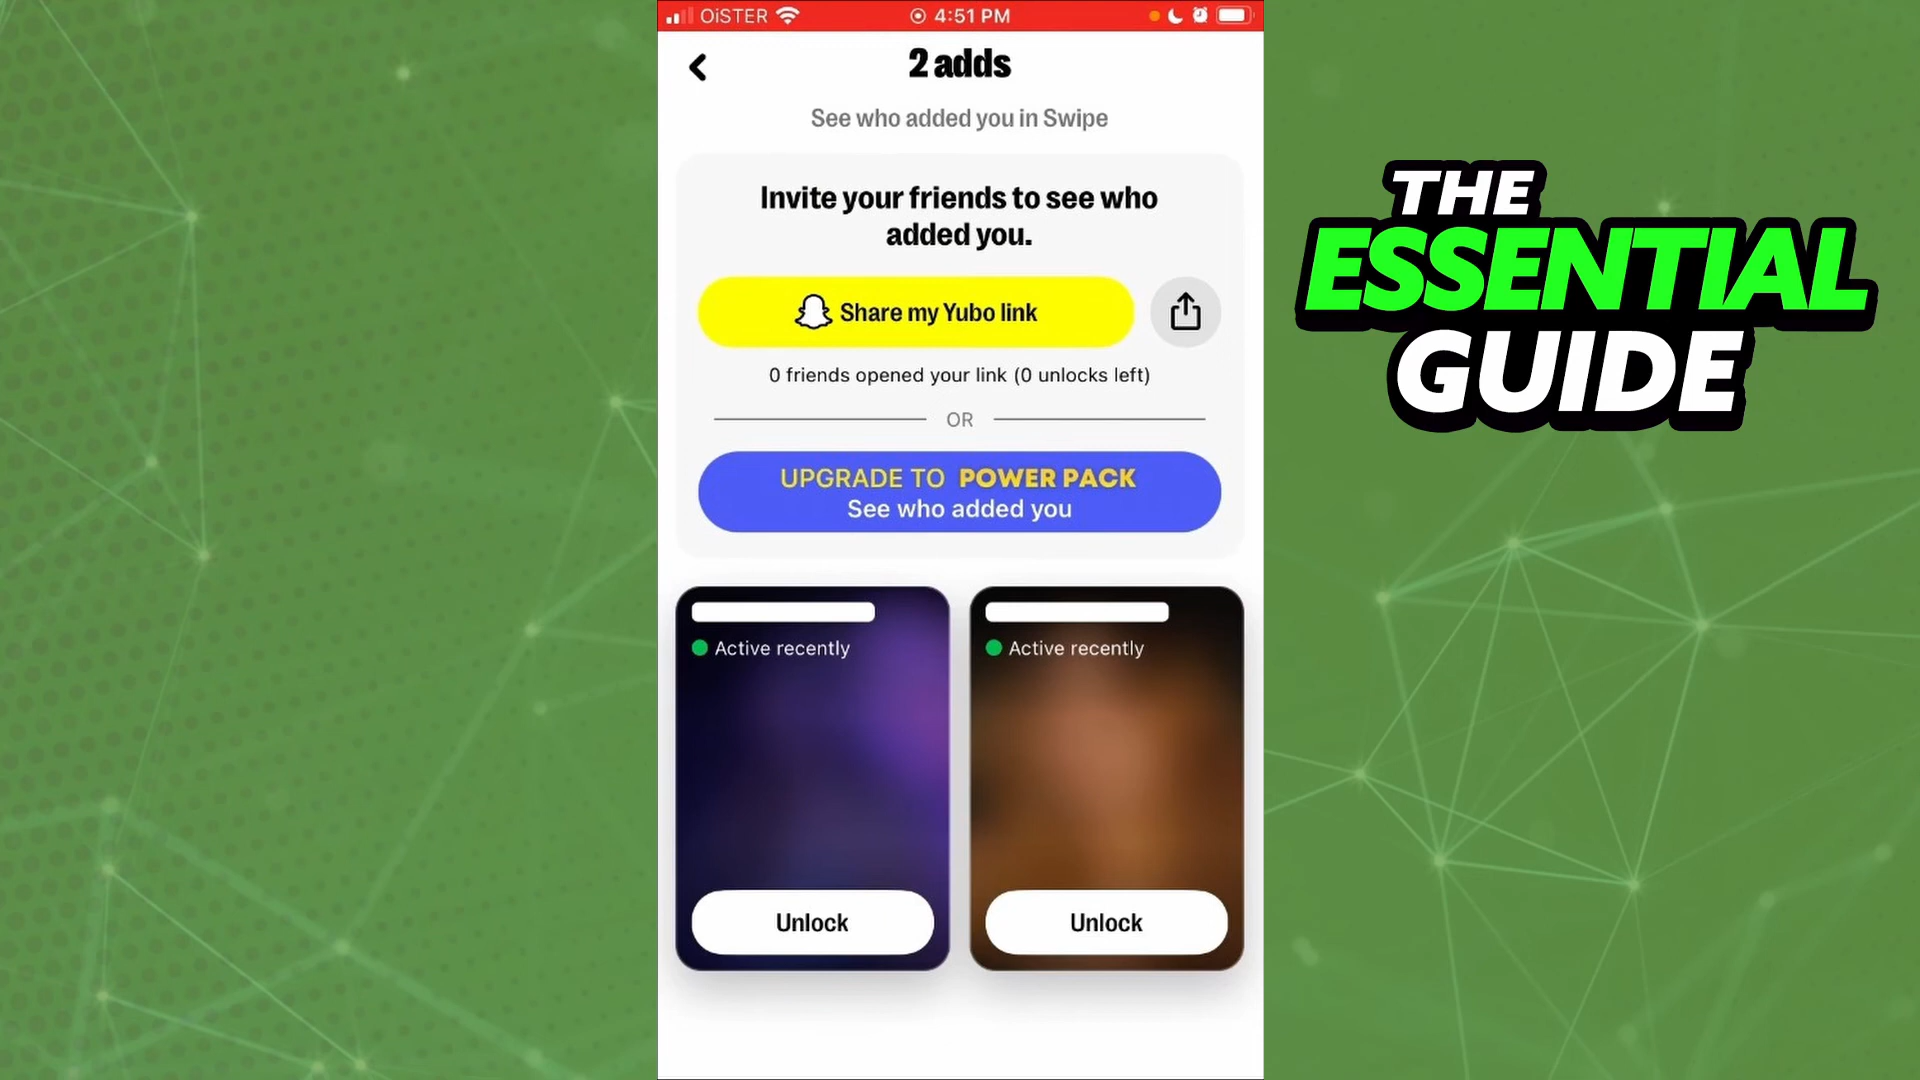 OiSTER
4:51 PM
2 adds
See who added you in Swipe
Invite your friends to see who
added you.
Share my Yubo link
0 friends opened your link (0 unlocks left)
OR
UPGRADE TO POWER PACK
See who added you
Active recently
Active recently
Unlock
Unlock
THE
ESSENTIAL
GUIDE